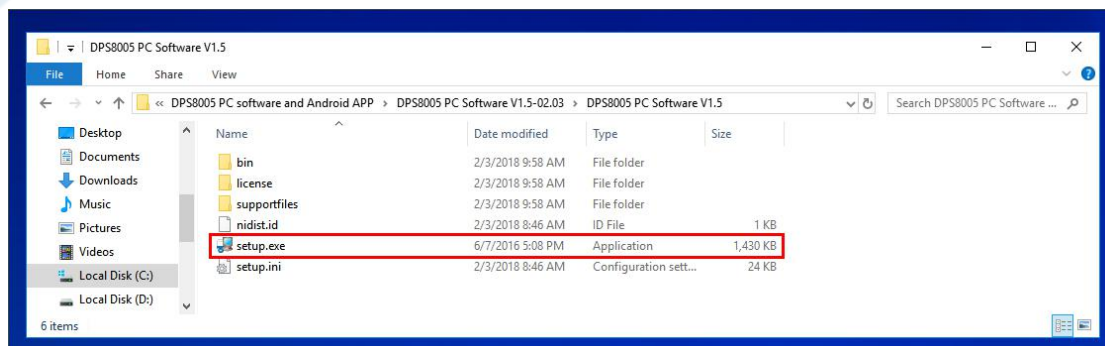 DPS8005 PC Software V1.5
File Home Share View
« DPS8005 PC software and Android APP > DPS8005 PC Software V1.5-02.03 > DPS8005 PC Software V1.5 Search DPS8005 PC Software ...
Desktop
Documents
Downloads
Music
Pictures
Videos
Local Disk (C:)
Local Disk (D:)
Name Date modified Type Size
bin 2/3/2018 9:58 AM File folder
license 2/3/2018 9:58 AM File folder
supportfiles 2/3/2018 9:58 AM File folder
nidist.id 2/3/2018 8:46 AM ID File 1 KB
setup.exe 6/7/2016 5:08 PM Application 1,430 KB
setup.ini 2/3/2018 8:46 AM Configuration sett... 24 KB
6 items